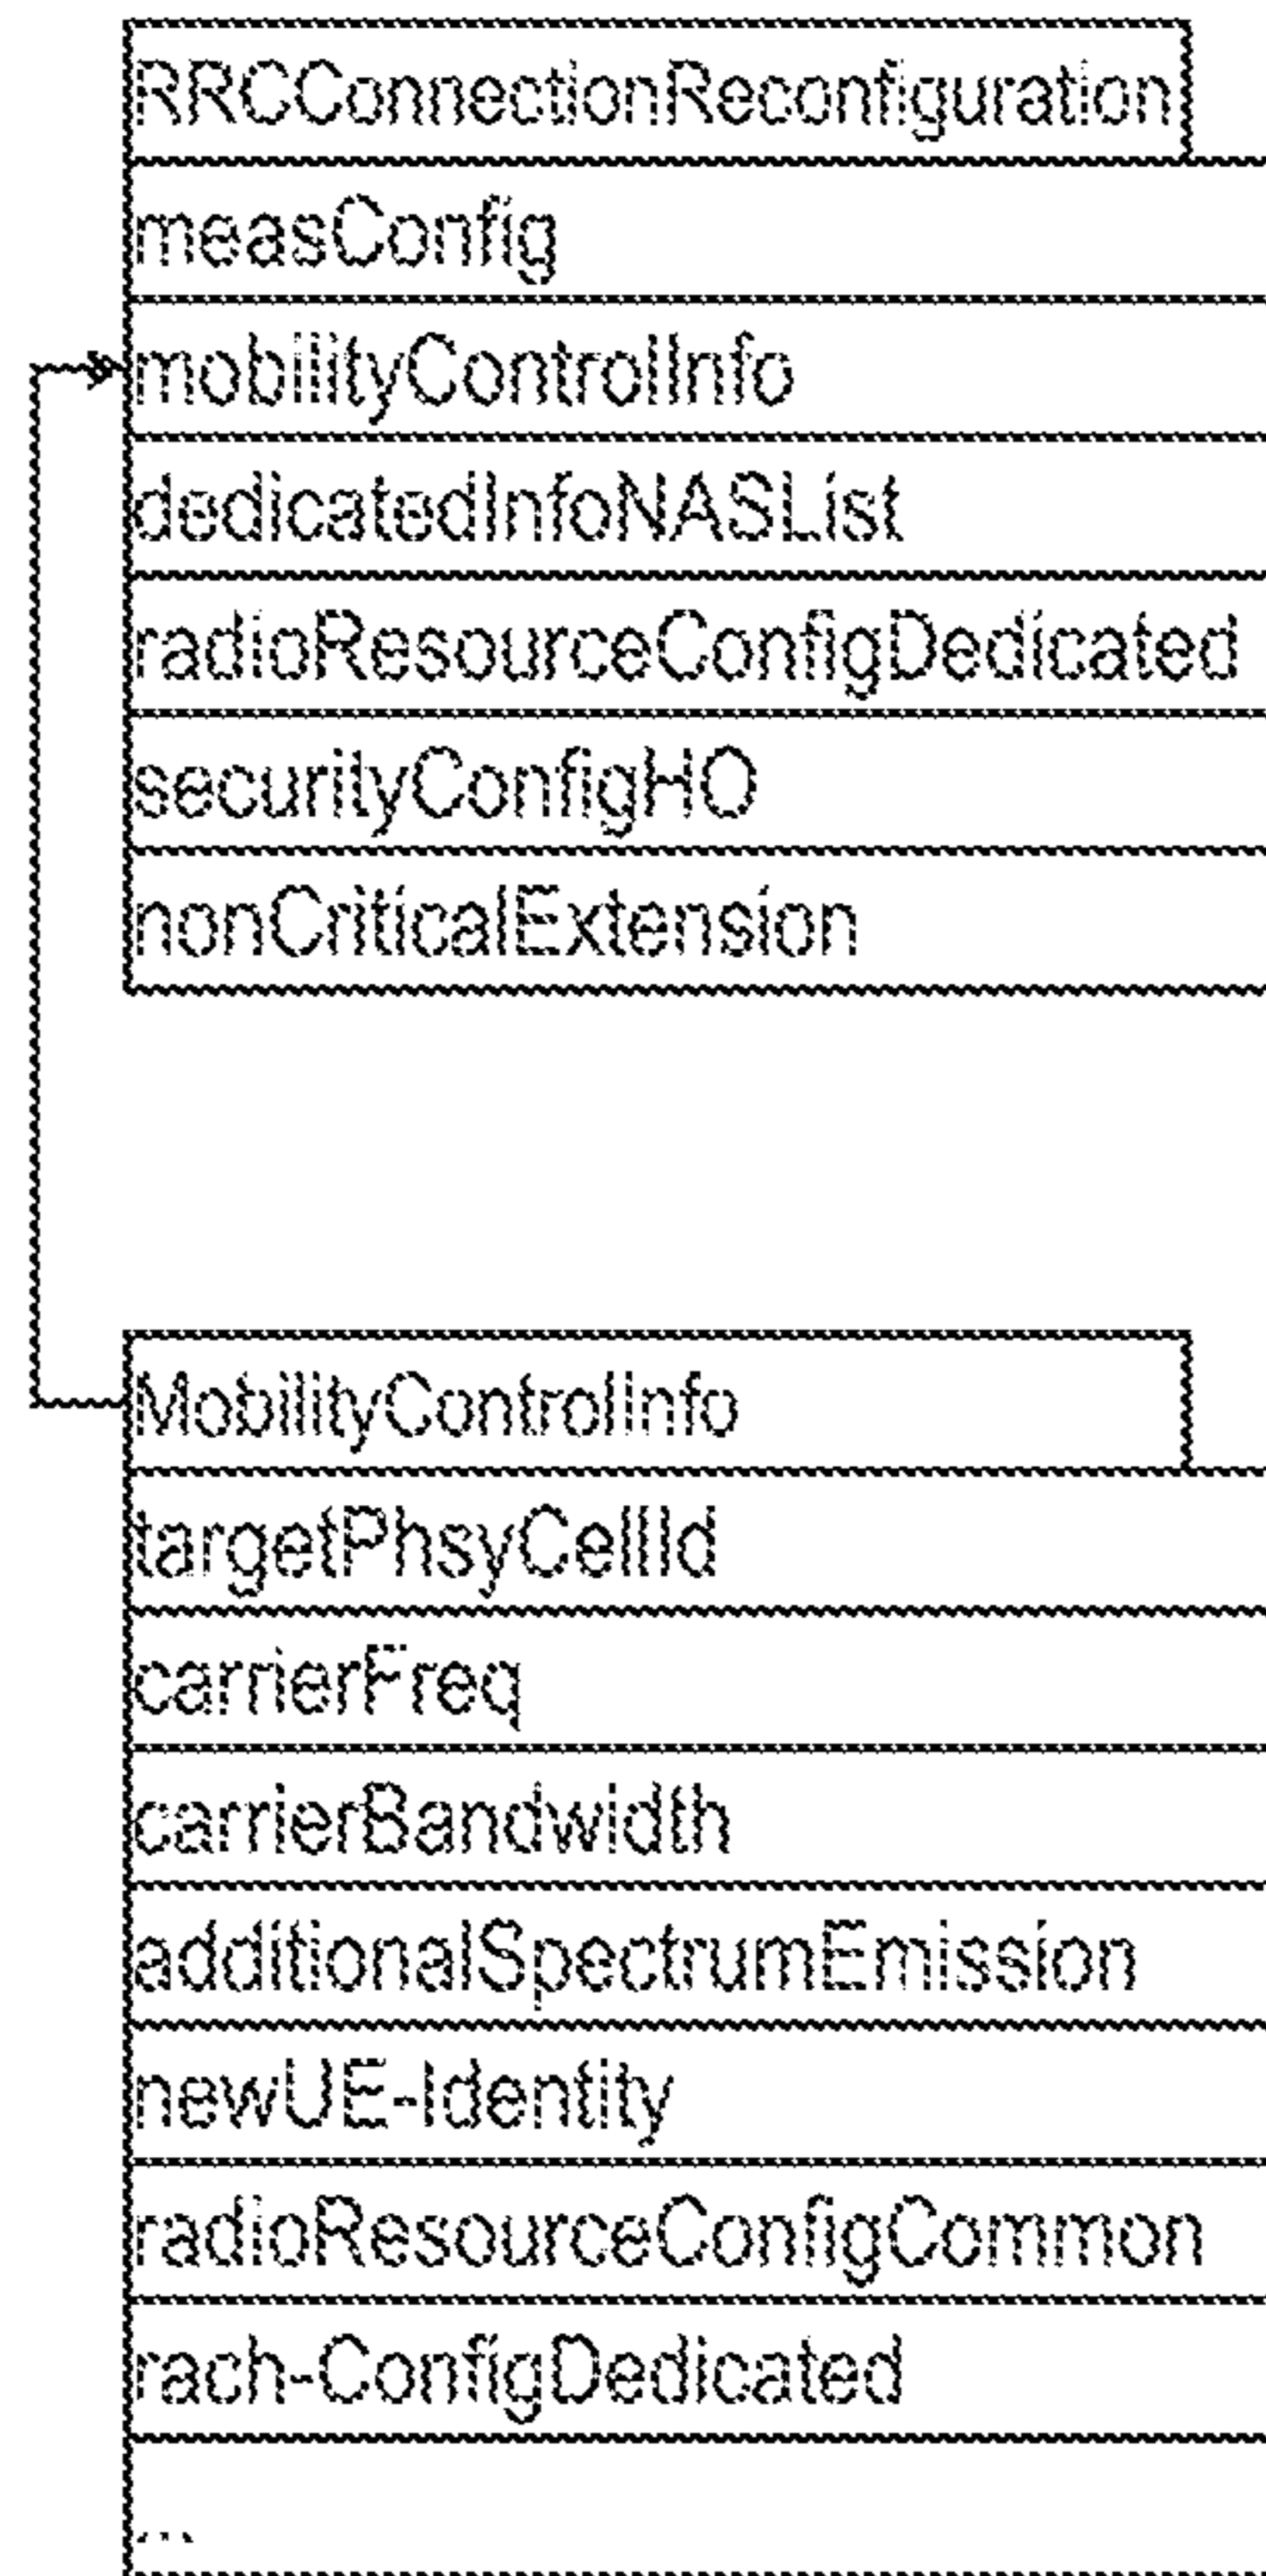 RRCConnectionReconfiguration
measConfig
mobilityControlInfo
dedicatedInfoNASList
radioResourceConfigDedicated
securityConfigHO
nonCriticalExtension
MobilityControlInfo
targetPhsyCellId
carrierFreq
carrierBandwidth
additionalSpectrumEmission
newUE-Identity
radioResourceConfigCommon
rach-ConfigDedicated
...